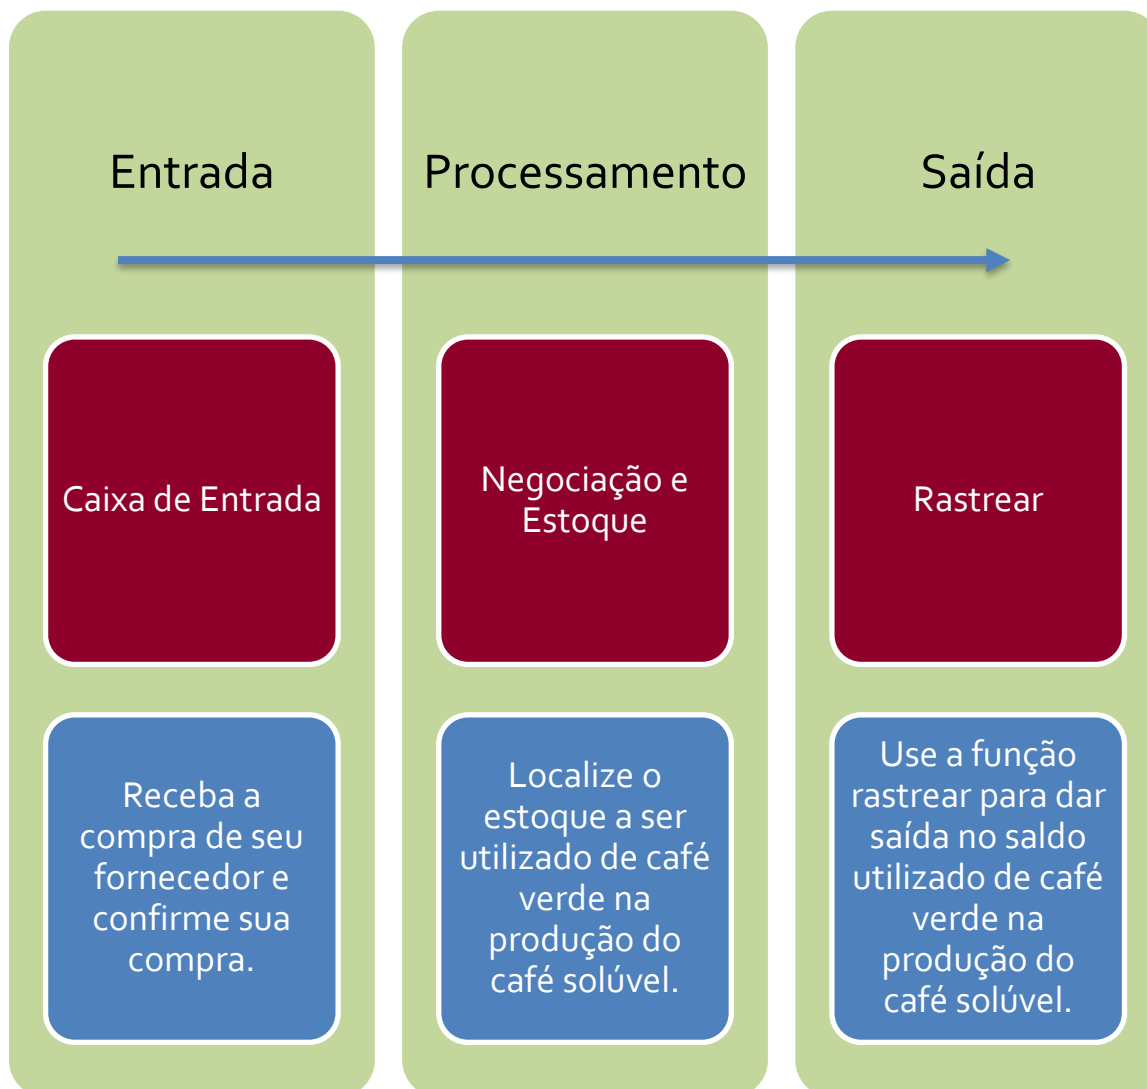 Entrada
Processamento
Saída
Caixa de Entrada
Negociação e
Estoque
Rastrear
Receba a
compra de seu
fornecedor e
confirme sua
compra.
Localize o
estoque a ser
utilizado de café
verde na
produção do
café solúvel.
Use a função
rastrear para dar
saída no saldo
utilizado de café
verde na
produção do
café solúvel.